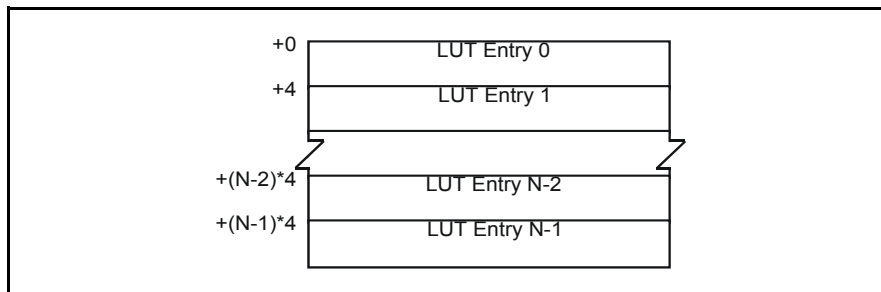 +0 LUT Entry 0
+4 LUT Entry 1
+(N-2)*4 LUT Entry N-2
+(N-1)*4 LUT Entry N-1